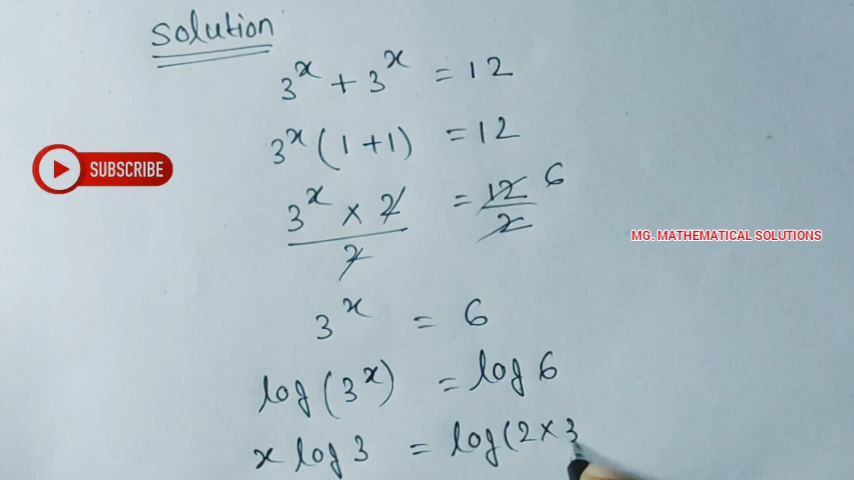 Solution
3^x + 3^x = 12
3^x (1+1) = 12
SUBSCRIBE
3^x × 2 / 2 = 12 / 2 6
MG. MATHEMATICAL SOLUTIONS
3^x = 6
log (3^x) = log 6
x log 3 = log (2×3